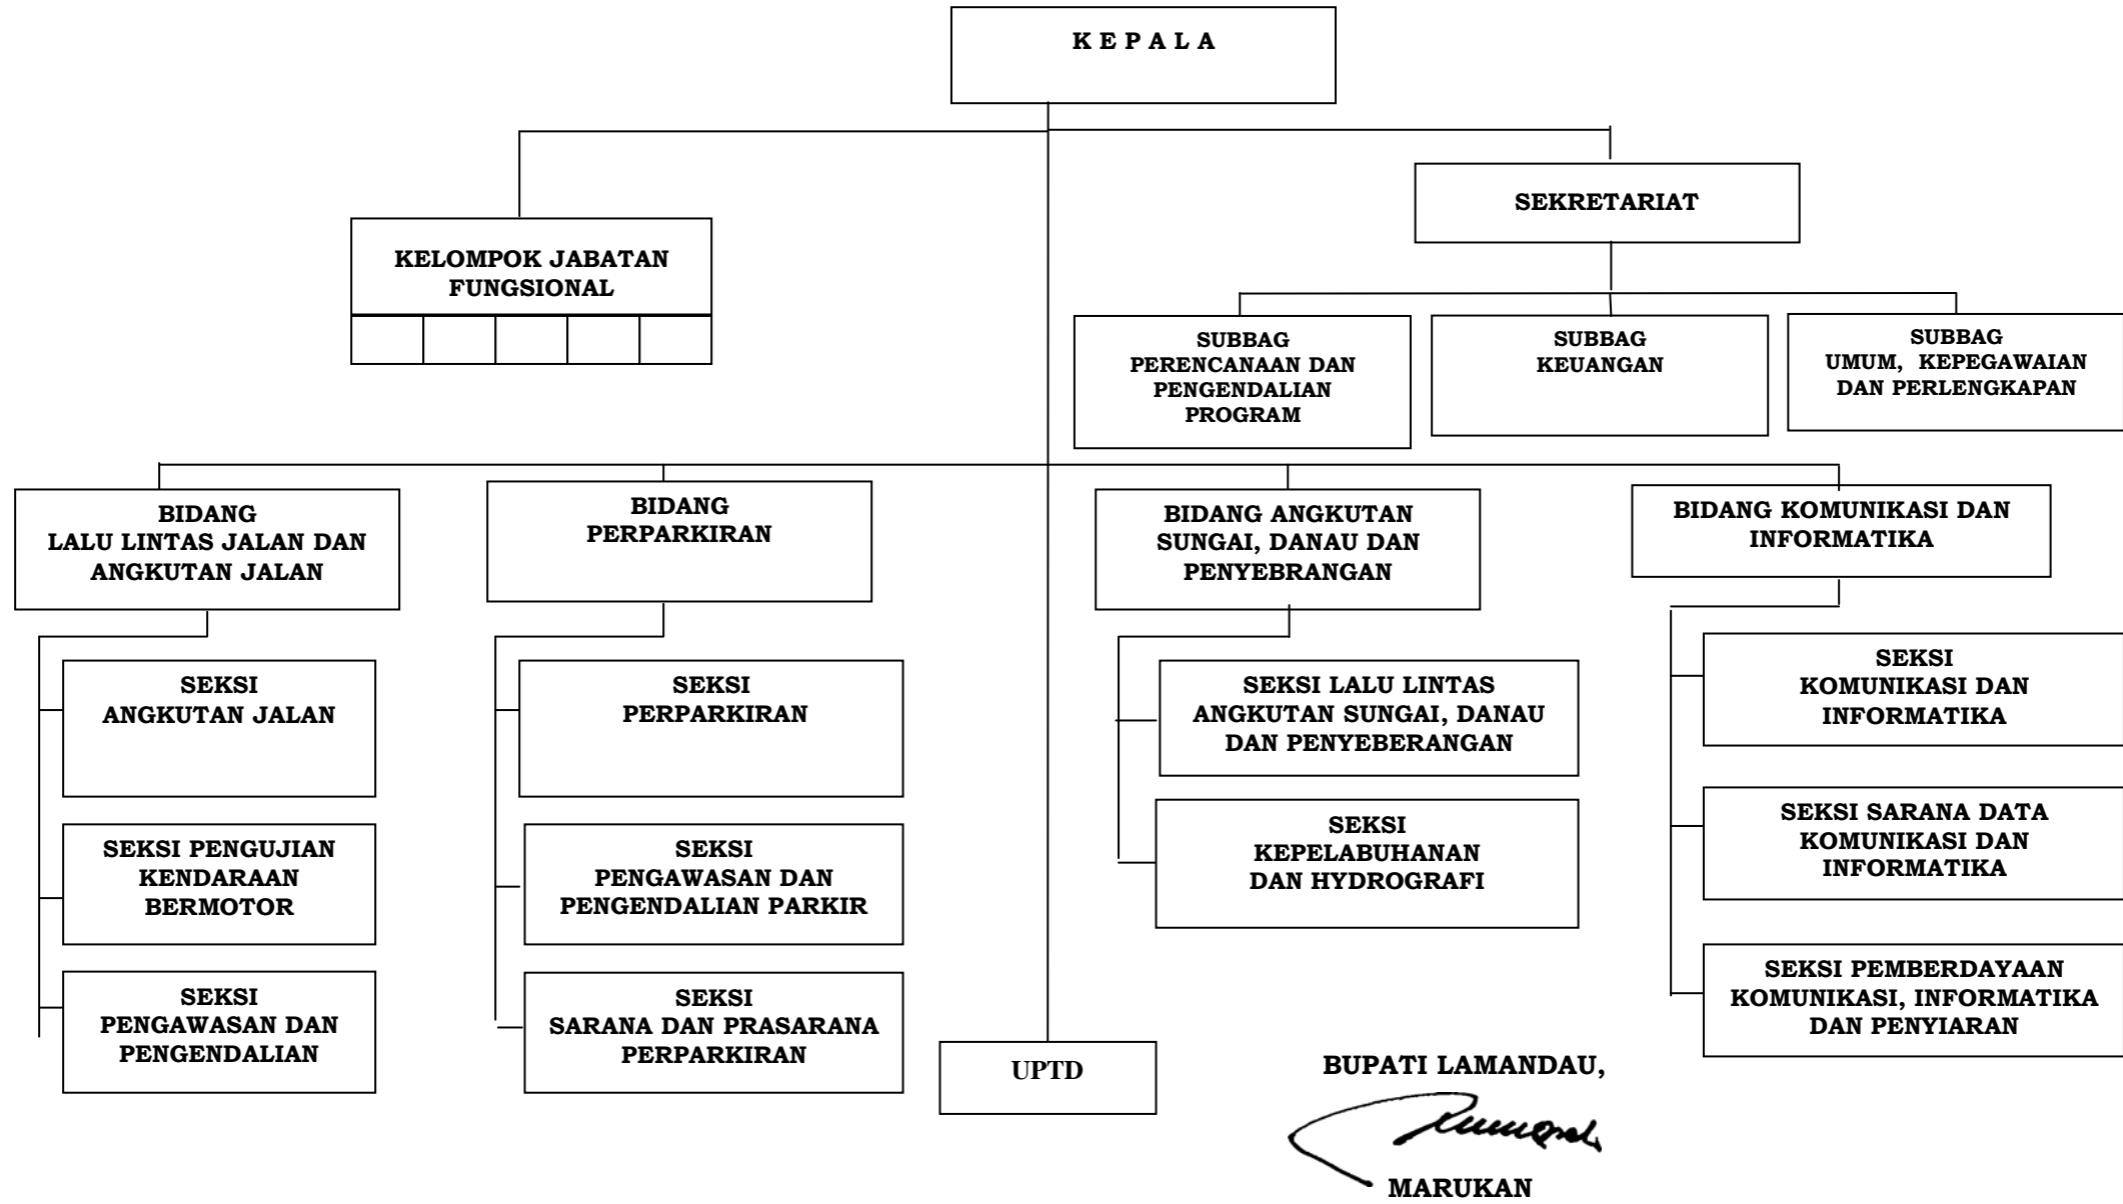 K E P A L A
SEKRETARIAT
KELOMPOK JABATAN
FUNGSIONAL
SUBBAG
PERENCANAAN DAN
PENGENDALIAN
PROGRAM
SUBBAG
KEUANGAN
SUBBAG
UMUM, KEPEGAWAIAN
DAN PERLENGKAPAN
BIDANG
LALU LINTAS JALAN DAN
ANGKUTAN JALAN
BIDANG
PERPARKIRAN
BIDANG ANGKUTAN
SUNGAI, DANAU DAN
PENYEBRANGAN
BIDANG KOMUNIKASI DAN
INFORMATIKA
SEKSI
ANGKUTAN JALAN
SEKSI PENGUJIAN
KENDARAAN
BERMOTOR
SEKSI
PENGAWASAN DAN
PENGENDALIAN
SEKSI
PERPARKIRAN
SEKSI
PENGAWASAN DAN
PENGENDALIAN PARKIR
SEKSI
SARANA DAN PRASARANA
PERPARKIRAN
SEKSI LALU LINTAS
ANGKUTAN SUNGAI, DANAU
DAN PENYEBERANGAN
SEKSI
KEPELABUHANAN
DAN HYDROGRAFI
SEKSI
KOMUNIKASI DAN
INFORMATIKA
SEKSI SARANA DATA
KOMUNIKASI DAN
INFORMATIKA
SEKSI PEMBERDAYAAN
KOMUNIKASI, INFORMATIKA
DAN PENYIARAN
UPTD
BUPATI LAMANDAU,
MARUKAN